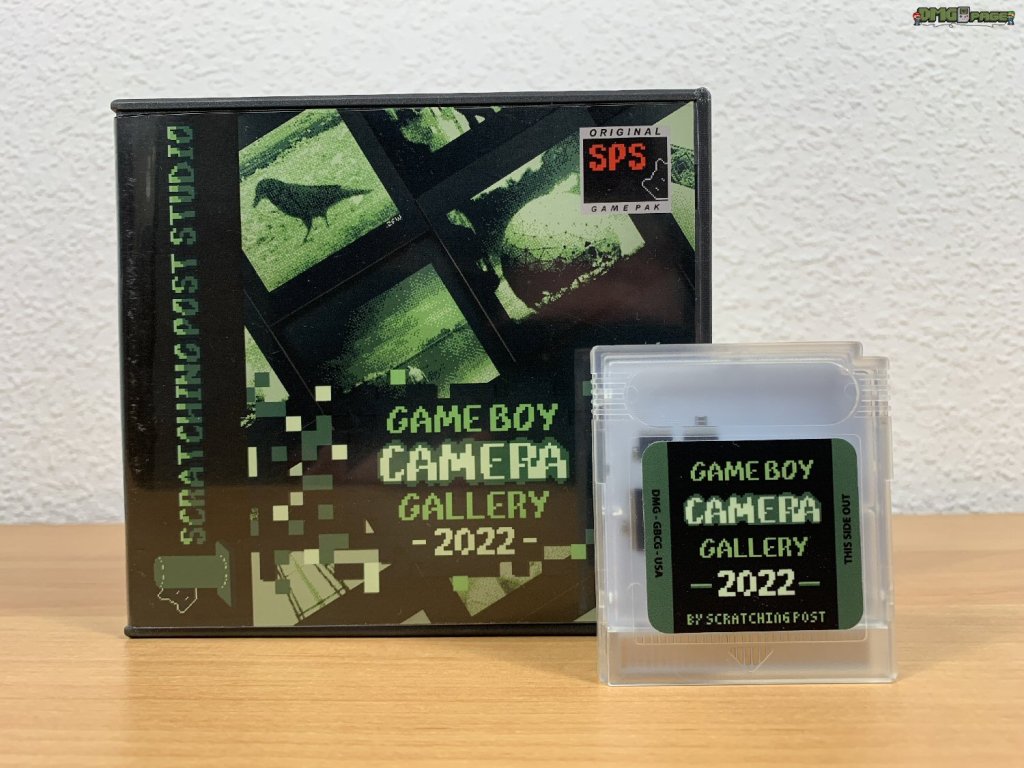 DMG PAGE
SCRATCHING POST STUDIO
ORIGINAL
SPS
GAME PAK
GAME BOY
CAMERA
GALLERY
-2022-
GAME BOY
CAMERA
GALLERY
-2022-
BY SCRATCHING POST
DMG - GBCG - USA
THIS SIDE OUT